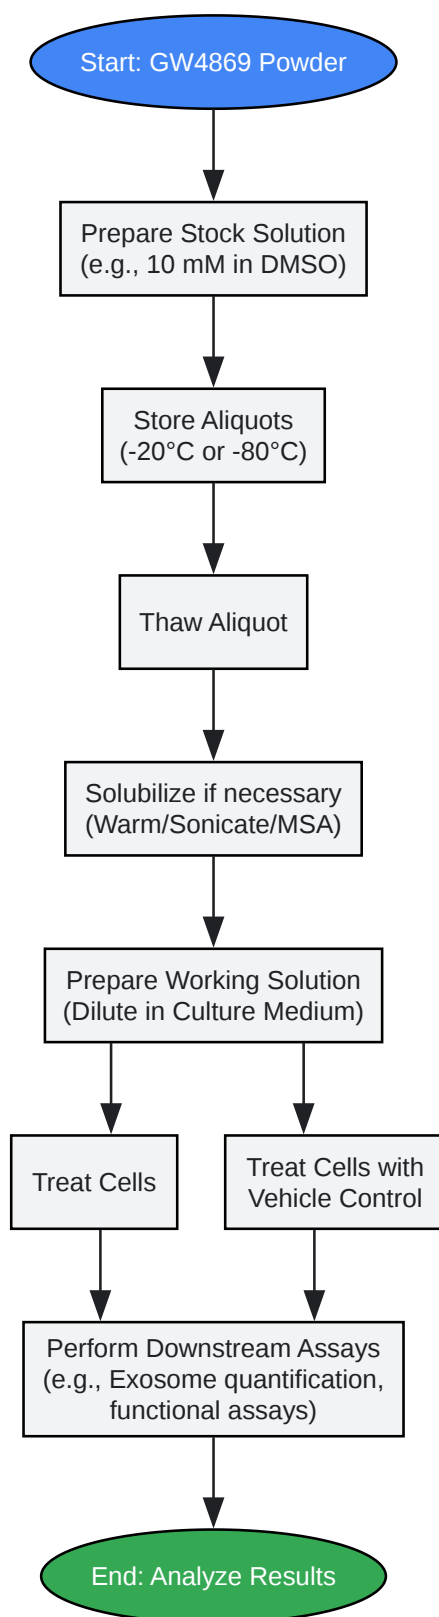 Start: GW4869 Powder
Prepare Stock Solution
(e.g., 10 mM in DMSO)
Store Aliquots
(-20°C or -80°C)
Thaw Aliquot
Solubilize if necessary
(Warm/Sonicate/MSA)
Prepare Working Solution
(Dilute in Culture Medium)
Treat Cells
Treat Cells with
Vehicle Control
Perform Downstream Assays
(e.g., Exosome quantification,
functional assays)
End: Analyze Results